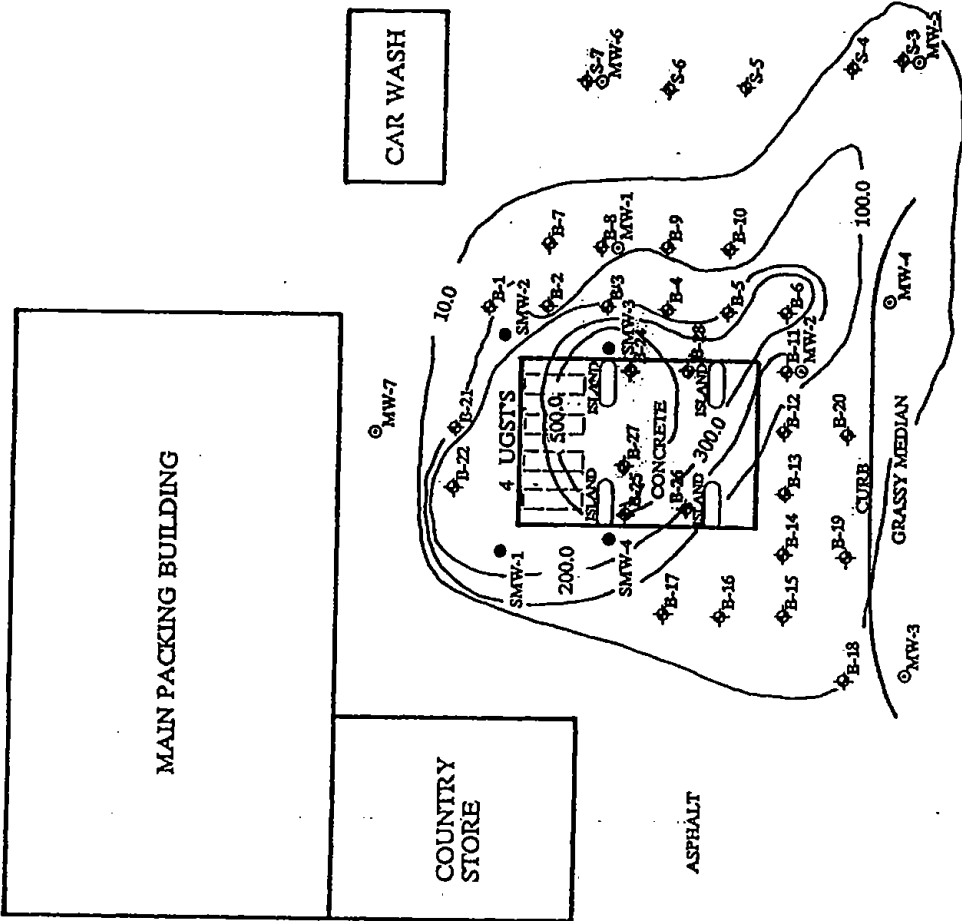 CAR WASH
S-7
MW-6
S-6
S-5
S-4
S-3
MW-5
MAIN PACKING BUILDING
10.0
B-7
B-8
MW-1
B-9
B-10
100.0
B-1
SMW-2
B-2
B-3
SMW-3
B-4
B-5
B-6
MW-4
MW-7
B-21
B-22
4 UGST'S
500.0
ISLAND
B-24
B-28
ISLAND
B-11
MW-2
B-27
CONCRETE
300.0
B-12
B-20
ISLAND
B-25
B-26
ISLAND
B-13
CURB
GRASSY MEDIAN
SMW-1
200.0
SMW-4
B-14
B-19
B-17
B-16
B-15
B-18
MW-3
COUNTRY
STORE
ASPHALT